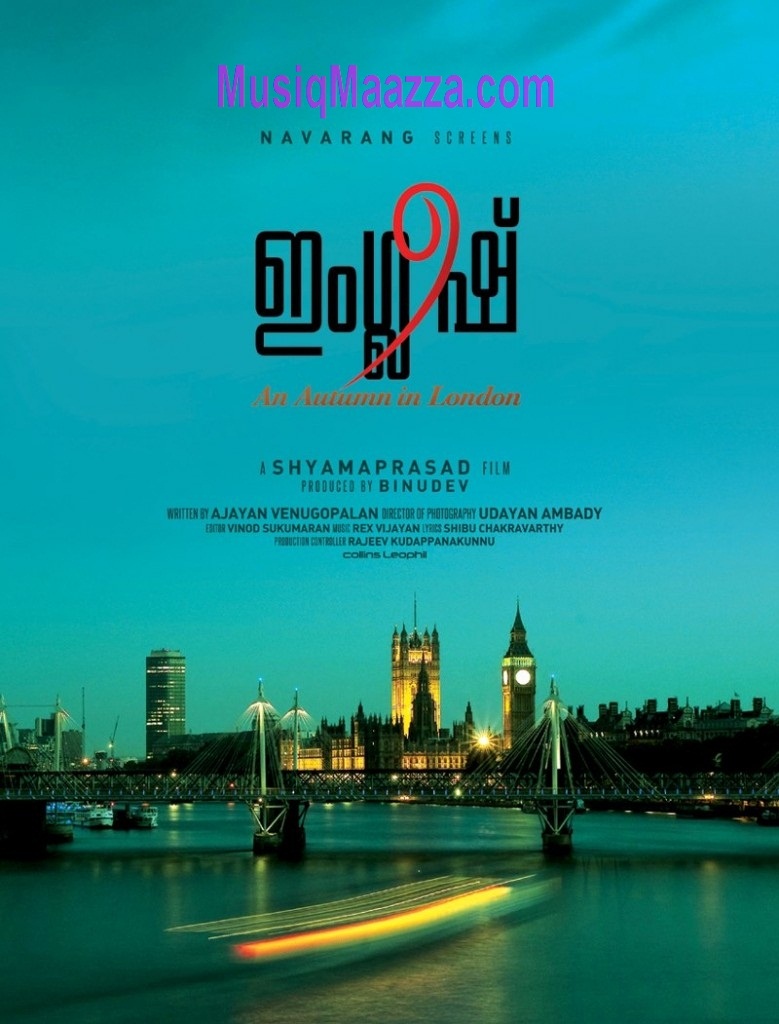 MusiqMaazza.com
NAVARANG SCREENS
ഇംഗ്ലീഷ്
An Autumn in London
A SHYAMAPRASAD FILM
PRODUCED BY BINUDEV
WRITTEN BY AJAYAN VENUGOPALAN DIRECTOR OF PHOTOGRAPHY UDAYAN AMBADY
EDITOR VINOD SUKUMARAN MUSIC REX VIJAYAN LYRICS SHIBU CHAKRAVARTHY
PRODUCTION CONTROLLER RAJEEV KUDAPPANAKUNNU
collins Leophil